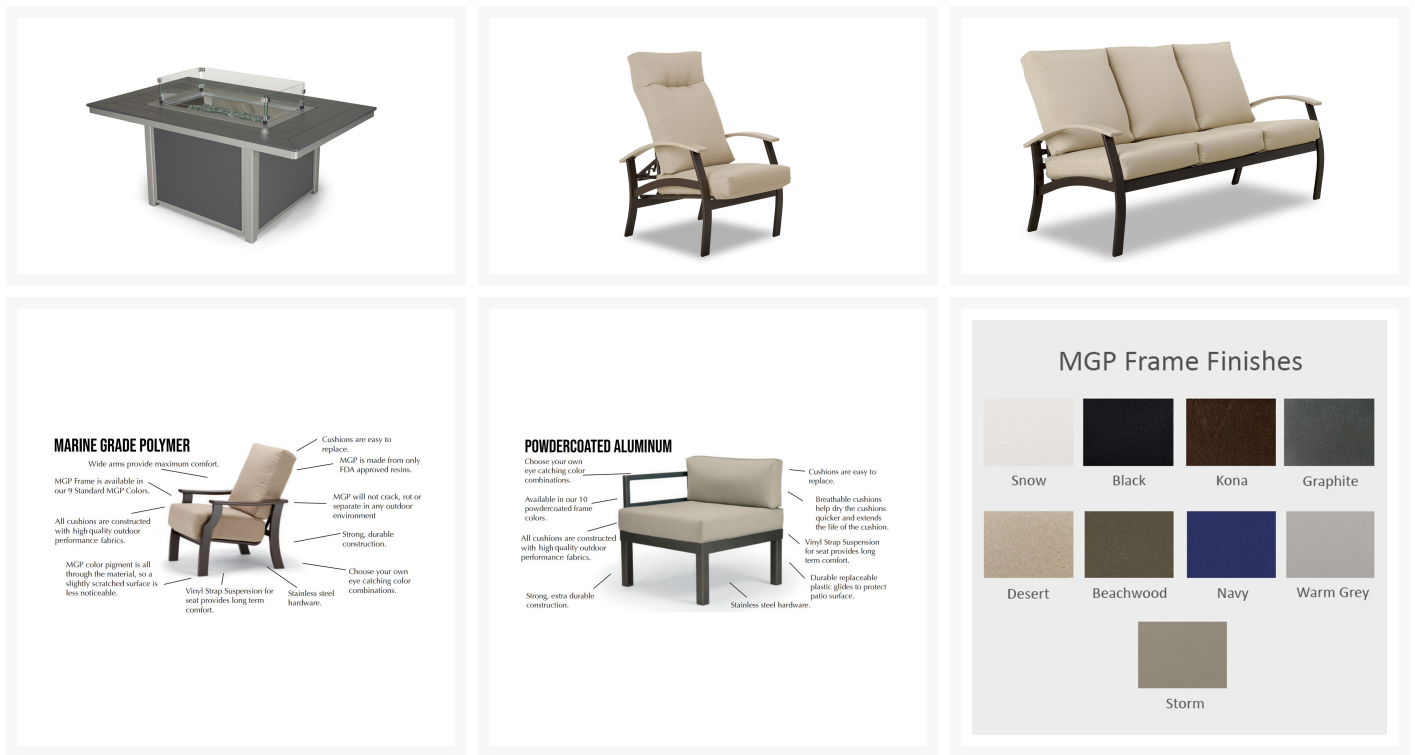 MARINE GRADE POLYMER
Wide arms provide maximum comfort.
MGP Frame is available in
our 9 Standard MGP Colors.
All cushions are constructed
with high quality outdoor
performance fabrics.
MGP color pigment is all
through the material, so a
slightly scratched surface is
less noticeable.
Vinyl Strap Suspension for
seat provides long term
comfort.
Stainless steel
hardware.
Cushions are easy to
replace.
MGP is made from only
FDA approved resins.
MGP will not crack, rot or
separate in any outdoor
environment
Strong, durable
construction.
Choose your own
eye catching color
combinations.
POWDERCOATED ALUMINUM
Choose your own
eye catching color
combinations.
Available in our 10
powdercoated frame
colors.
All cushions are constructed
with high quality outdoor
performance fabrics.
Strong, extra durable
construction.
Cushions are easy to
replace.
Breathable cushions
help dry the cushions
quicker and extends
the life of the cushion.
Vinyl Strap Suspension
for seat provides long
term comfort.
Durable replaceable
plastic glides to protect
patio surface.
Stainless steel hardware.
MGP Frame Finishes
Snow Black Kona Graphite
Desert Beachwood Navy Warm Grey
Storm